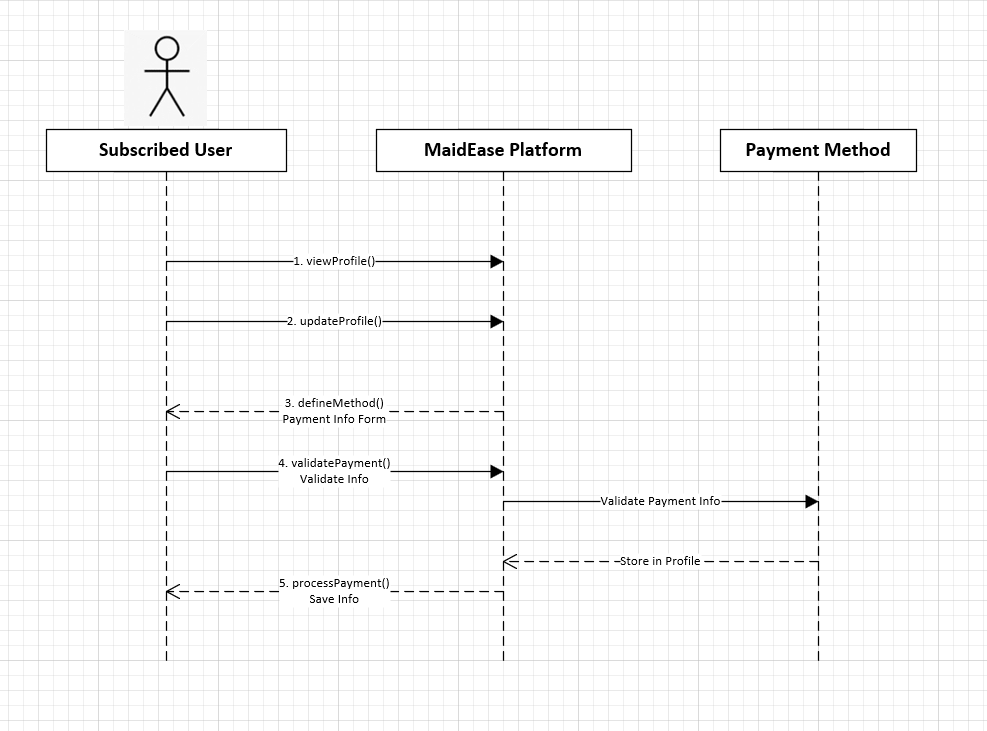 Subscribed User
MaidEase Platform
Payment Method
1. viewProfile()
2. updateProfile()
3. defineMethod()
Payment Info Form
4. validatePayment()
Validate Info
Validate Payment Info
Store in Profile
5. processPayment()
Save Info